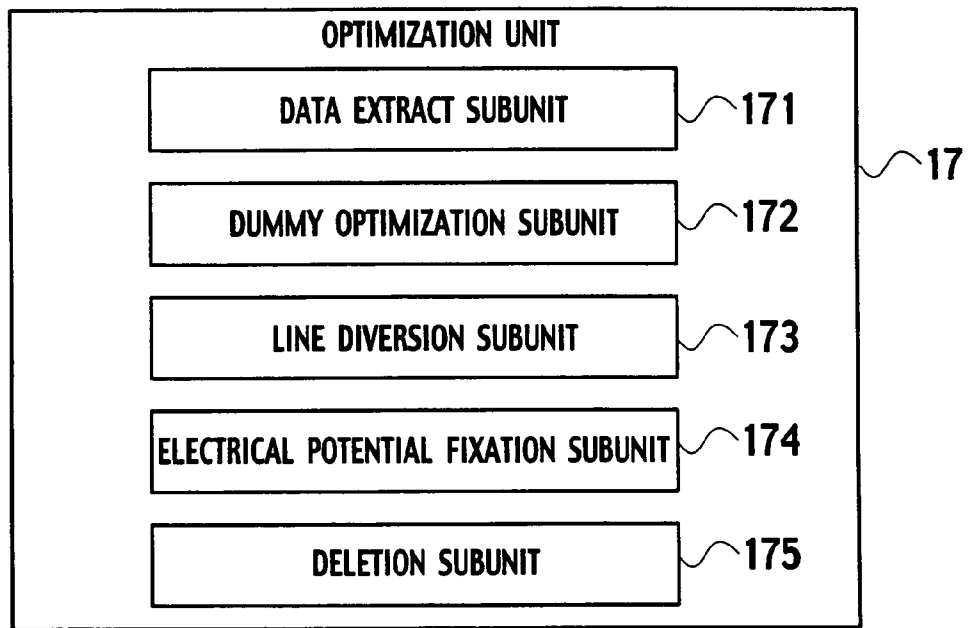 OPTIMIZATION UNIT
DATA EXTRACT SUBUNIT
171
17
DUMMY OPTIMIZATION SUBUNIT
172
LINE DIVERSION SUBUNIT
173
ELECTRICAL POTENTIAL FIXATION SUBUNIT
174
DELETION SUBUNIT
175